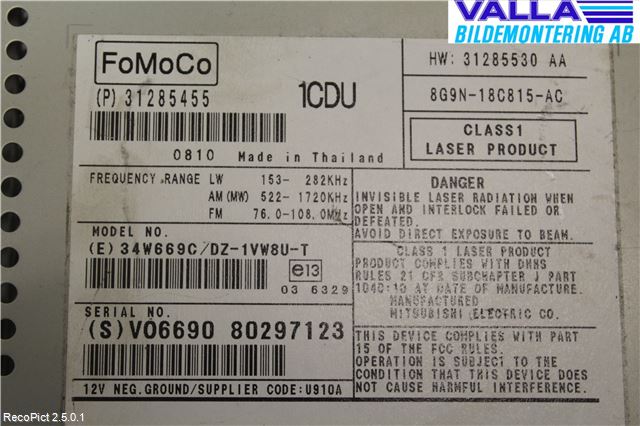 VALLA
BILDEMONTERING AB
FoMoCo
(P) 31285455
1CDU
0810 Made in Thailand
HW: 31285530 AA
8G9N-18C815-AC
CLASS1
LASER PRODUCT
FREQUENCY RANGE LW 153- 282KHz
AM (MW) 522- 1720KHz
FM 76.0-108.0MHz
MODEL NO.
(E) 34W669C/DZ-1VW8U-T
e13
03 6329
SERIAL NO.
(S) V06690 80297123
12V NEG.GROUND/SUPPLIER CODE:U910A
DANGER
INVISIBLE LASER RADIATION WHEN
OPEN AND INTERLOCK FAILED OR
DEFEATED.
AVOID DIRECT EXPOSURE TO BEAM.
CLASS 1 LASER PRODUCT
PRODUCT COMPLIES WITH DHHS
RULES 21 CFR SUBCHAPTER J PART
1040:10 AT DATE OF MANUFACTURE.
MANUFACTURED
MITSUBISHI ELECTRIC CO.
THIS DEVICE COMPLIES WITH PART
15 OF THE FCC RULES.
OPERATION IS SUBJECT TO THE
CONDITION THAT THIS DEVICE DOES
NOT CAUSE HARMFUL INTERFERENCE.
RecoPict 2.5.0.1